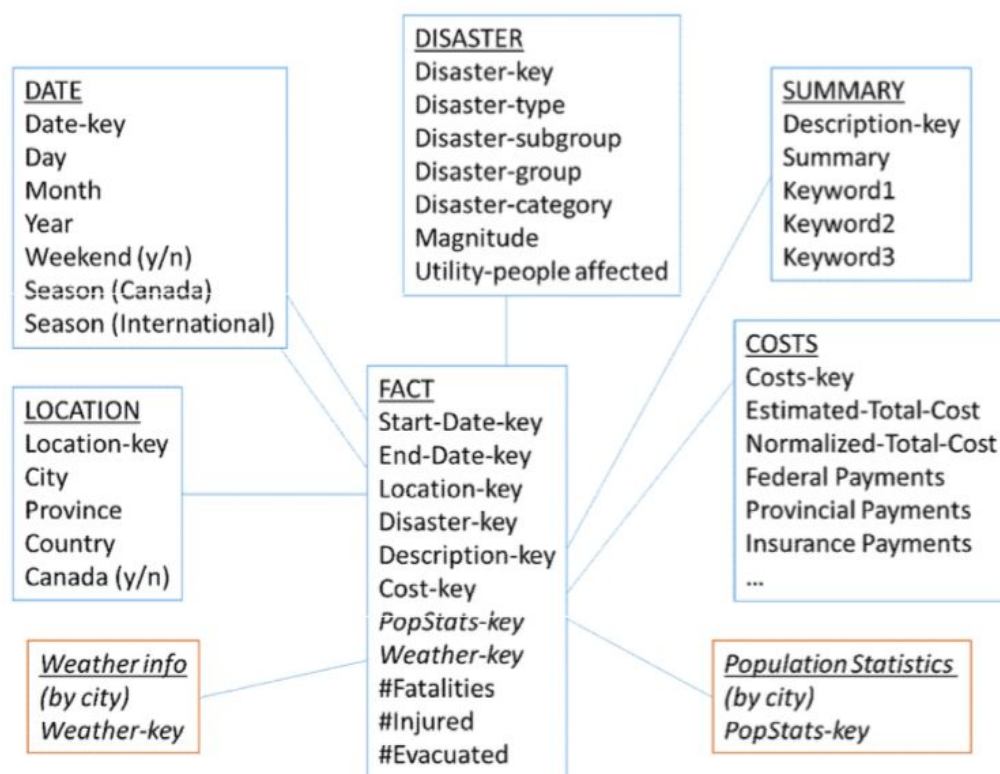 DATE
Date-key
Day
Month
Year
Weekend (y/n)
Season (Canada)
Season (International)
DISASTER
Disaster-key
Disaster-type
Disaster-subgroup
Disaster-group
Disaster-category
Magnitude
Utility-people affected
SUMMARY
Description-key
Summary
Keyword1
Keyword2
Keyword3
LOCATION
Location-key
City
Province
Country
Canada (y/n)
FACT
Start-Date-key
End-Date-key
Location-key
Disaster-key
Description-key
Cost-key
PopStats-key
Weather-key
#Fatalities
#Injured
#Evacuated
COSTS
Costs-key
Estimated-Total-Cost
Normalized-Total-Cost
Federal Payments
Provincial Payments
Insurance Payments
...
Weather info
(by city)
Weather-key
Population Statistics
(by city)
PopStats-key